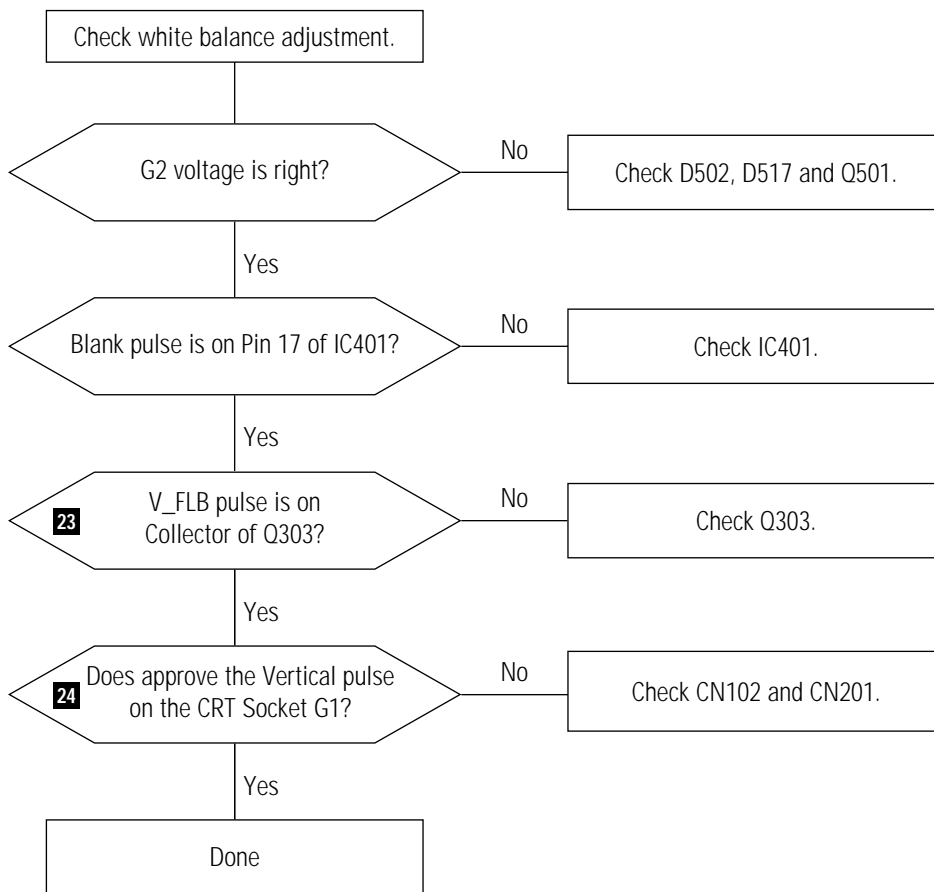 Check white balance adjustment.
G2 voltage is right?
No
Check D502, D517 and Q501.
Yes
Blank pulse is on Pin 17 of IC401?
No
Check IC401.
Yes
23
V_FLB pulse is on
Collector of Q303?
No
Check Q303.
Yes
24
Does approve the Vertical pulse
on the CRT Socket G1?
No
Check CN102 and CN201.
Yes
Done